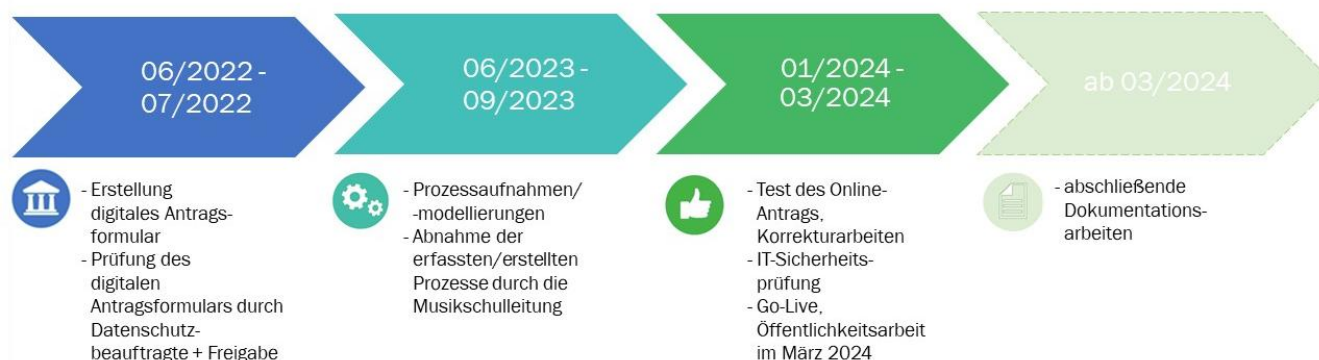 06/2022 -
07/2022
- Erstellung
digitales Antrags-
formular
- Prüfung des
digitalen
Antragsformulars durch
Datenschutz-
beauftragte + Freigabe
06/2023 -
09/2023
- Prozessaufnahmen/
-modellierungen
- Abnahme der
erfassten/erstellten
Prozesse durch die
Musikschulleitung
01/2024 -
03/2024
- Test des Online-
Antrags,
Korrekturarbeiten
- IT-Sicherheits-
prüfung
- Go-Live,
Öffentlichkeitsarbeit
im März 2024
ab 03/2024
- abschließende
Dokumentations-
arbeiten